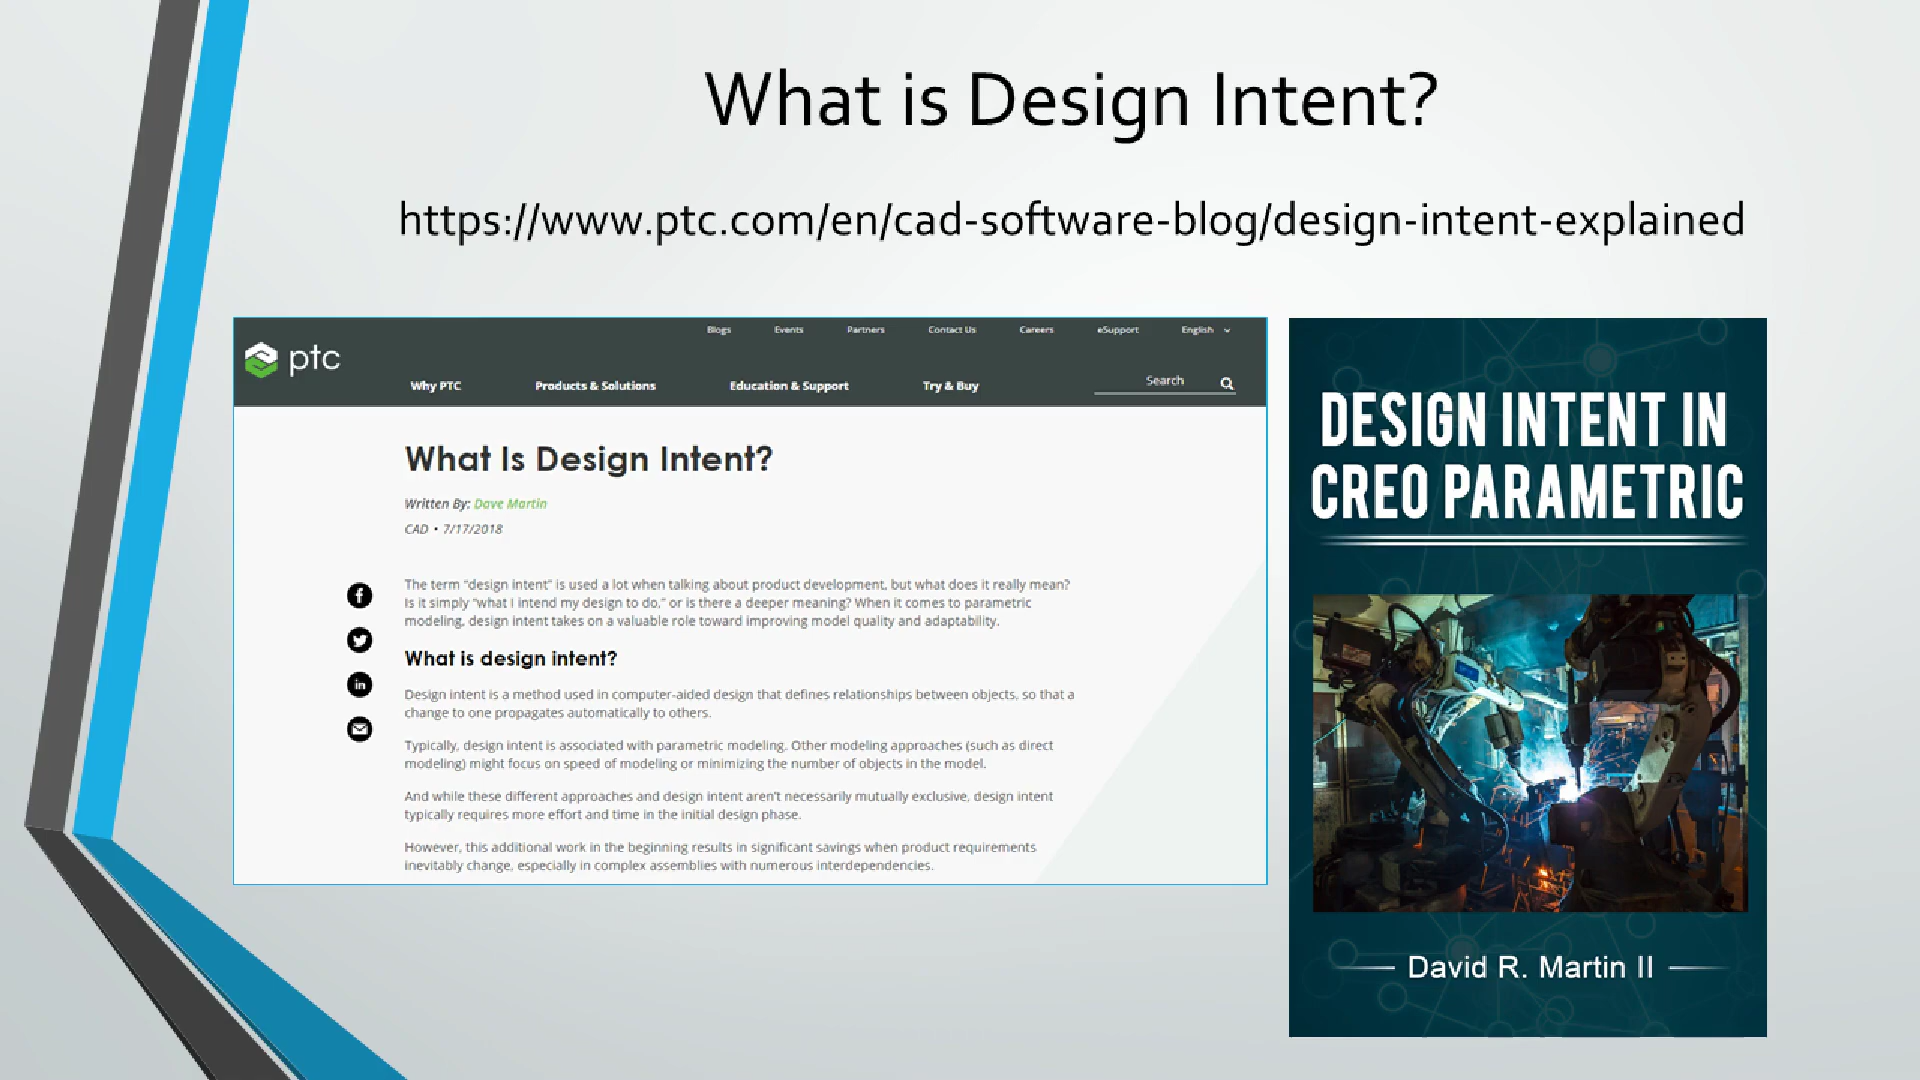 What is Design Intent?
https://www.ptc.com/en/cad-software-blog/design-intent-explained
Blogs Events Partners Contact Us Careers eSupport English
ptc
Why PTC Products & Solutions Education & Support Try & Buy Search
What Is Design Intent?
Written By: Dave Martin
CAD • 7/17/2018
The term "design intent" is used a lot when talking about product development, but what does it really mean?
Is it simply "what I intend my design to do," or is there a deeper meaning? When it comes to parametric
modeling, design intent takes on a valuable role toward improving model quality and adaptability.
What is design intent?
Design intent is a method used in computer-aided design that defines relationships between objects, so that a
change to one propagates automatically to others.
Typically, design intent is associated with parametric modeling. Other modeling approaches (such as direct
modeling) might focus on speed of modeling or minimizing the number of objects in the model.
And while these different approaches and design intent aren't necessarily mutually exclusive, design intent
typically requires more effort and time in the initial design phase.
However, this additional work in the beginning results in significant savings when product requirements
inevitably change, especially in complex assemblies with numerous interdependencies.
DESIGN INTENT IN
CREO PARAMETRIC
David R. Martin II